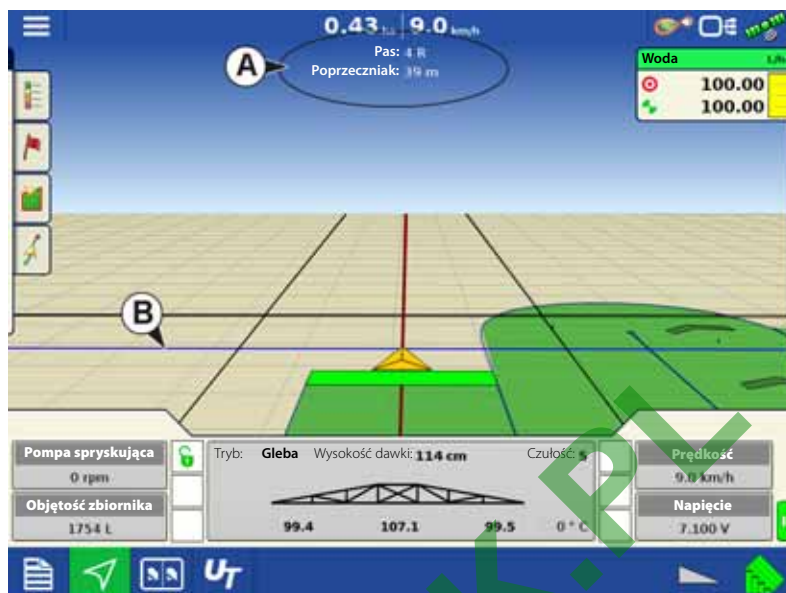 0.43 ha 9.0 km/h
Pas: 4 R
A
Poprzeczniak: 39 m
Woda L/h
100.00
100.00
B
Pompa spryskująca
0 rpm
Objętość zbiornika
1754 L
Tryb: Gleba Wysokość dawki: 114 cm Czułość: 5
99.4 107.1 99.5 0 ° C
Prędkość
9.0 km/h
Napięcie
7.100 V
UT
K.PL